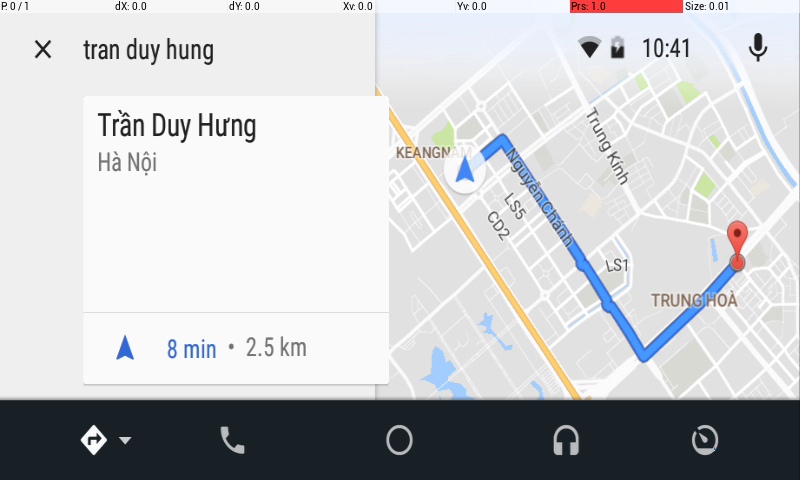 P: 0 / 1 dX: 0.0 dY: 0.0 Xv: 0.0 Yv: 0.0 Prs: 1.0 Size: 0.01
tran duy hung
10:41
Trần Duy Hưng
Hà Nội
8 min • 2.5 km
KEANGNAM
Trung Kính
Nguyễn Chánh
LS5
CD2
LS1
TRUNG HOÀ